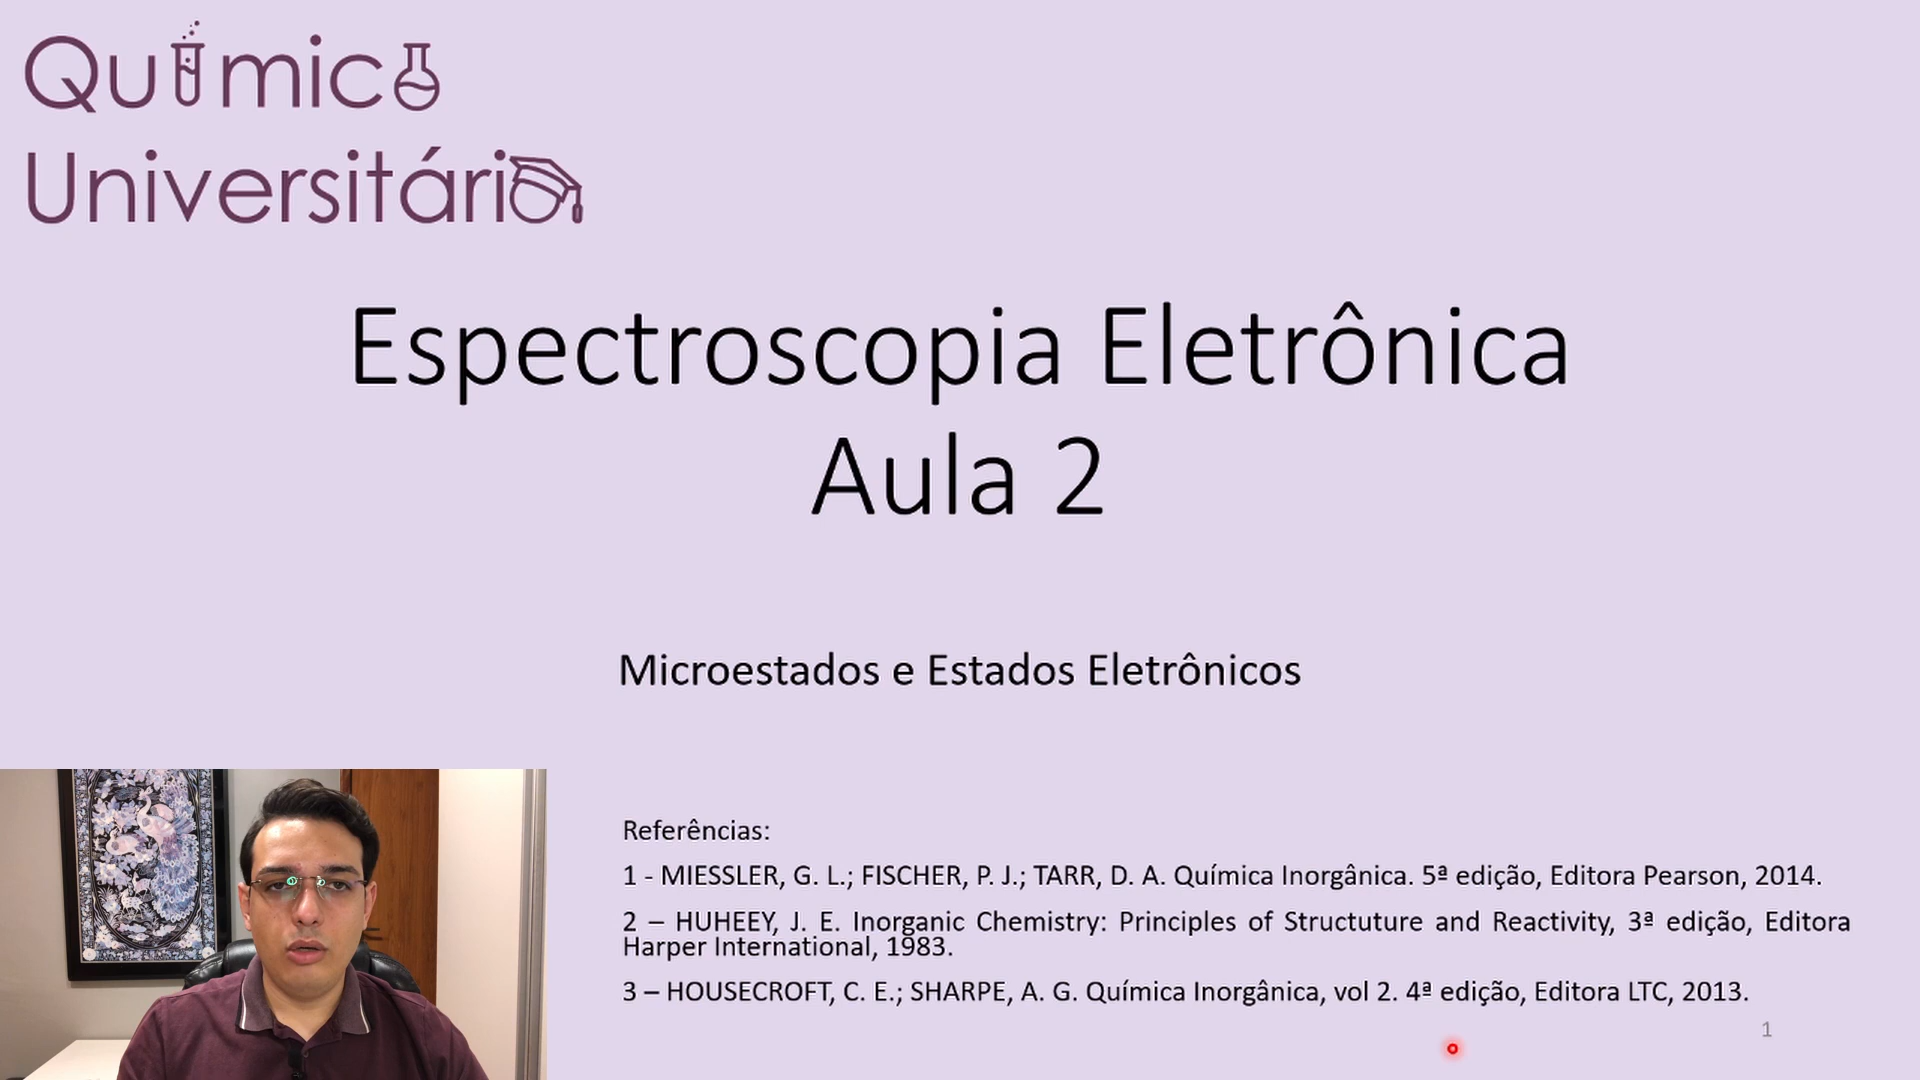 Química
Universitária
Espectroscopia Eletrônica
Aula 2
Microestados e Estados Eletrônicos
Referências:
1 - MIESSLER, G. L.; FISCHER, P. J.; TARR, D. A. Química Inorgânica. 5ª edição, Editora Pearson, 2014.
2 – HUHEEY, J. E. Inorganic Chemistry: Principles of Structuture and Reactivity, 3ª edição, Editora
Harper International, 1983.
3 – HOUSECROFT, C. E.; SHARPE, A. G. Química Inorgânica, vol 2. 4ª edição, Editora LTC, 2013.
1